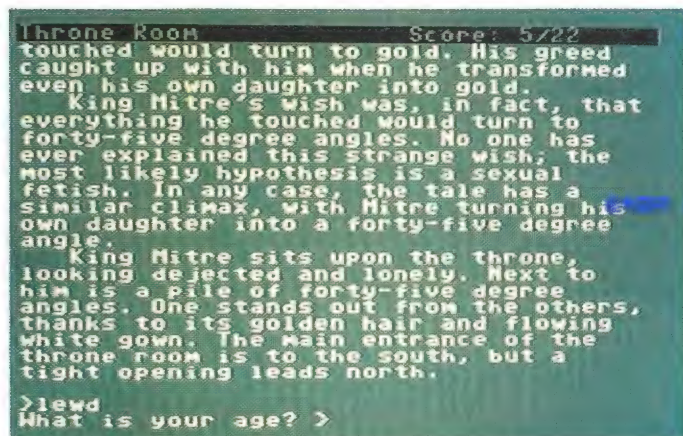 Throne Room Score: 5/22
touched would turn to gold. His greed
caught up with him when he transformed
even his own daughter into gold.
King Mitre's wish was, in fact, that
everything he touched would turn to
forty-five degree angles. No one has
ever explained this strange wish; the
most likely hypothesis is a sexual
fetish. In any case, the tale has a
similar climax, with Mitre turning his
own daughter into a forty-five degree
angle.
King Mitre sits upon the throne,
looking dejected and lonely. Next to
him is a pile of forty-five degree
angles. One stands out from the others,
thanks to its golden hair and flowing
white gown. The main entrance of the
throne room is to the south, but a
tight opening leads north.
>lewd
What is your age? >